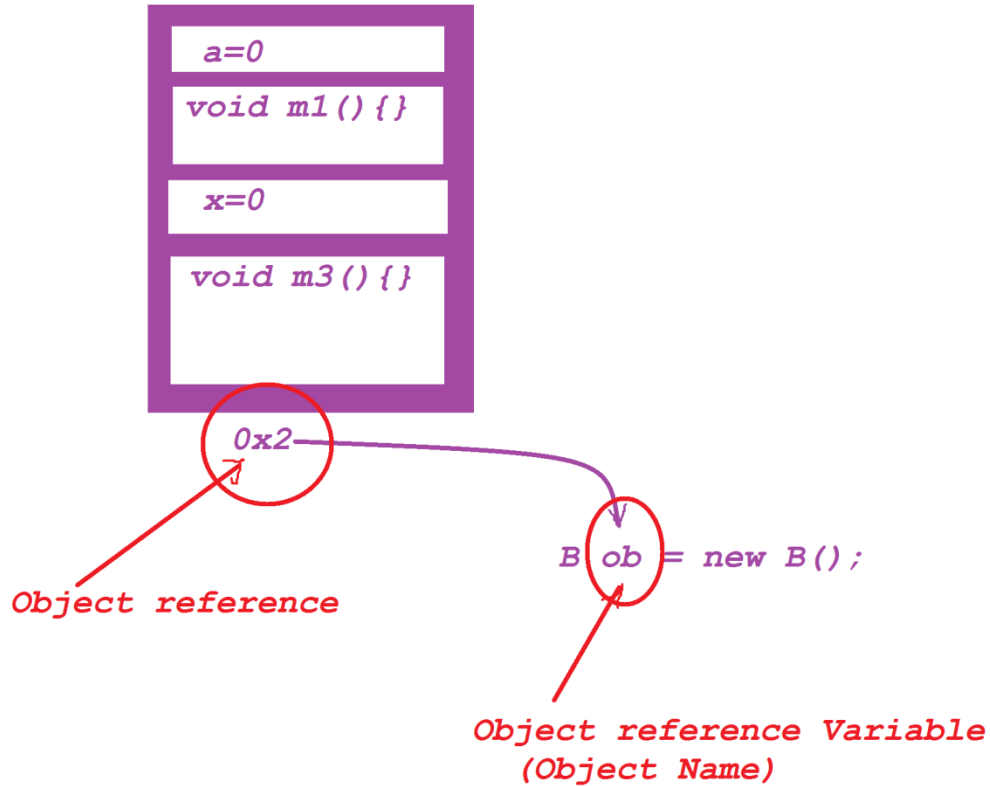 a=0
void m1(){}
x=0
void m3(){}
0x2
B ob = new B();
Object reference
Object reference Variable
(Object Name)